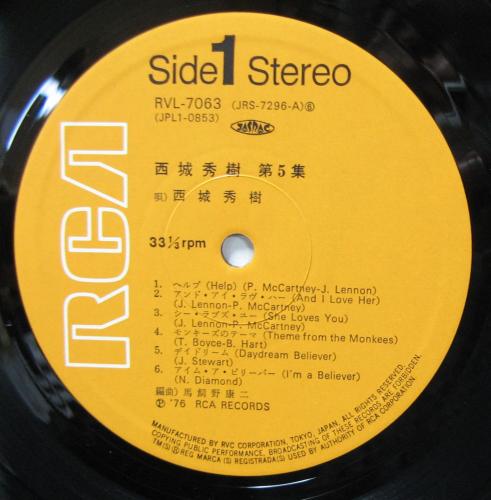 RCA
Side 1 Stereo
RVL-7063 (JRS-7296-A)⑥
(JPL1-0853)
JASRAC
西城秀樹 第5集
唄) 西城秀樹
33⅓rpm
1. ヘルプ (Help) (P. McCartney-J. Lennon)
2. アンド・アイ・ラヴ・ハー (And I Love Her)
(J. Lennon-P. McCartney)
3. シー・ラブズ・ユー (She Loves You)
(J. Lennon-P. McCartney)
4. モンキーズのテーマ (Theme from the Monkees)
(T. Boyce-B. Hart)
5. デイドリーム (Daydream Believer)
(J. Stewart)
6. アイム・ア・ビリーバー (I'm a Believer)
(N. Diamond)
編曲) 馬飼野康二
Ⓟ '76 RCA RECORDS
MANUFACTURED BY RVC CORPORATION, TOKYO, JAPAN. ALL RIGHTS RESERVED.
COPYING PUBLIC PERFORMANCE, BROADCASTING OF THESE RECORDS ARE FORBIDDEN.
TM(S)®REG MARCA(S) REGISTRADA(S) USED BY AUTHORITY OF RCA CORPORATION.